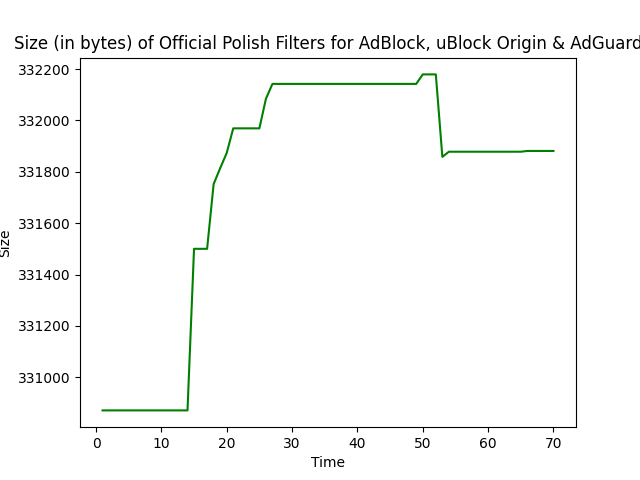 Size (in bytes) of Official Polish Filters for AdBlock, uBlock Origin & AdGuard
332200
332000
331800
331600
331400
331200
331000
Size
0 10 20 30 40 50 60 70
Time